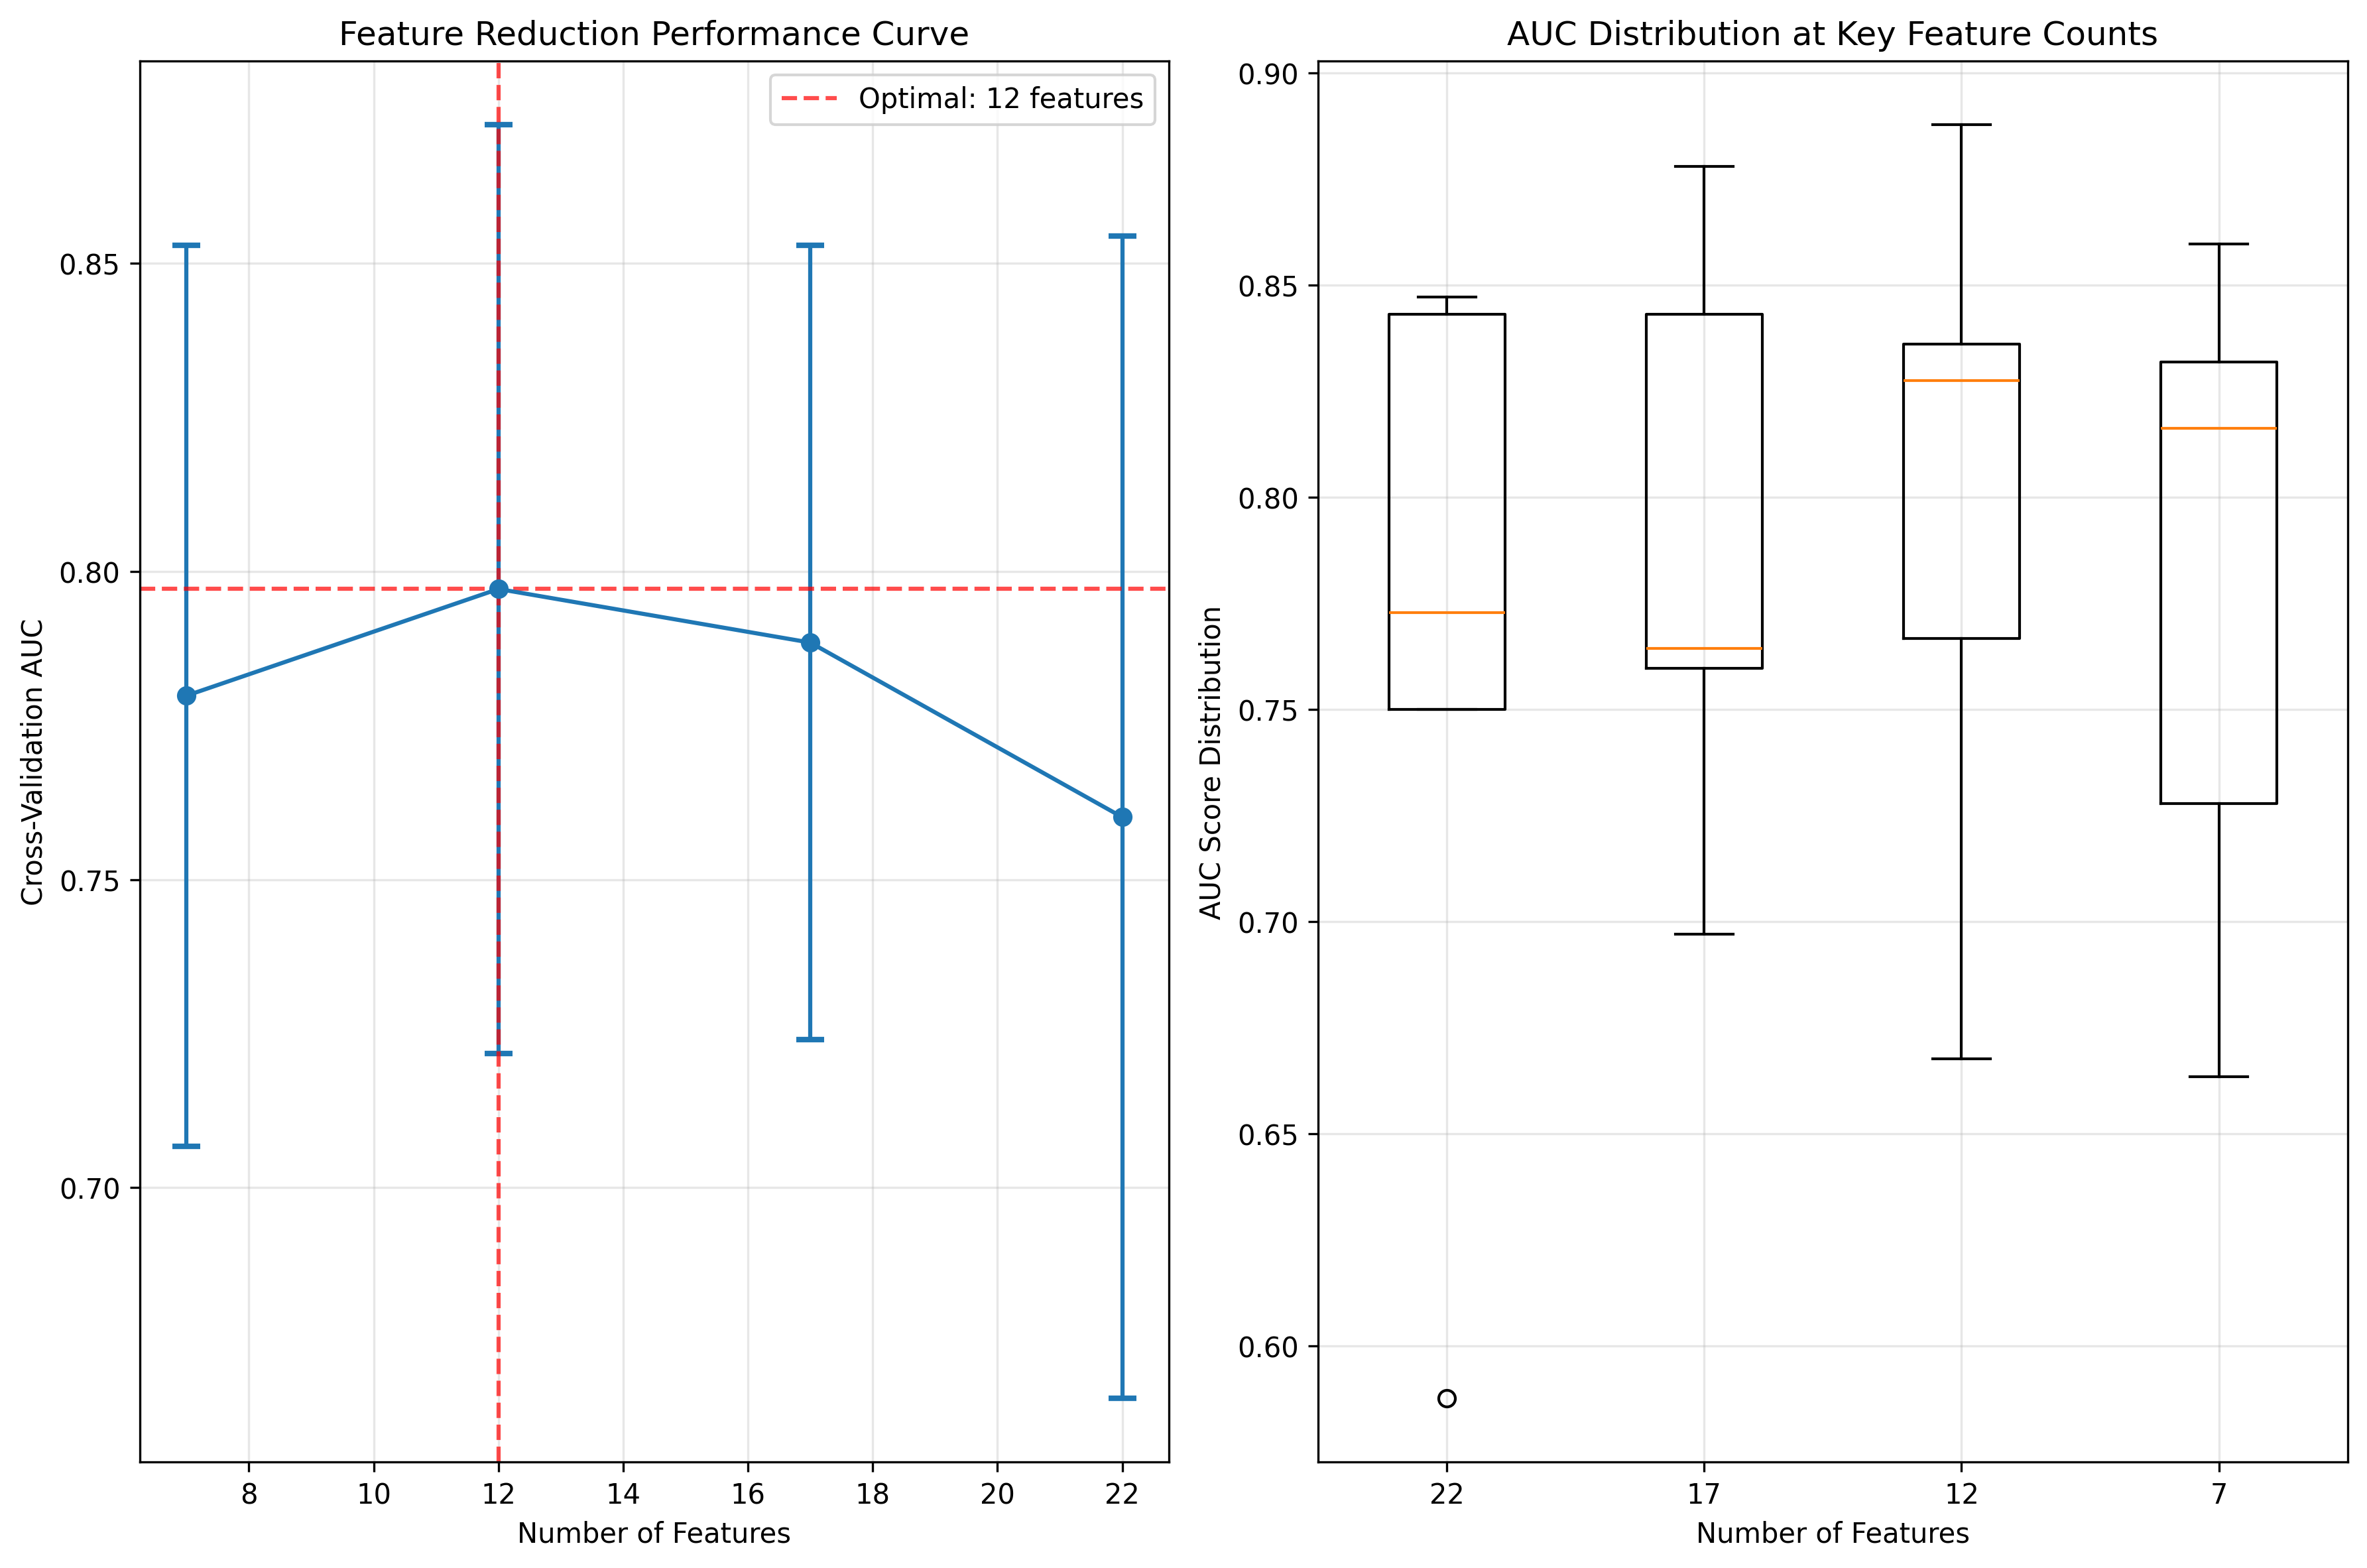 Feature Reduction Performance Curve
Optimal: 12 features
Cross-Validation AUC
0.85
0.80
0.75
0.70
8 10 12 14 16 18 20 22
Number of Features
AUC Distribution at Key Feature Counts
AUC Score Distribution
0.90
0.85
0.80
0.75
0.70
0.65
0.60
22 17 12 7
Number of Features